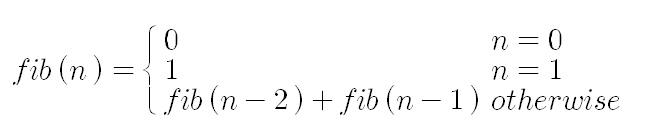 fib (n) = { 0 n = 0
1 n = 1
fib (n − 2) + fib (n − 1) otherwise